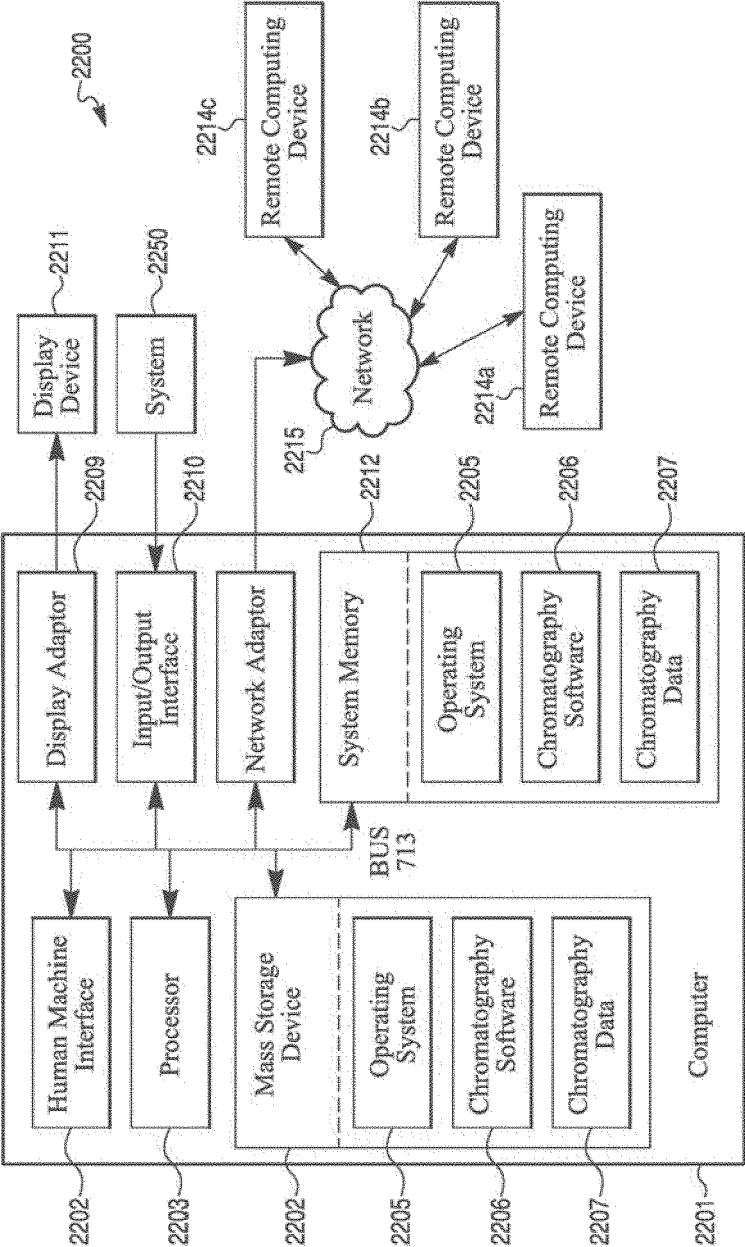 2200
2202
Human Machine
Interface
2203
Processor
2202
Mass Storage
Device
2205
Operating
System
2206
Chromatography
Software
2207
Chromatography
Data
2201
Computer
BUS
713
Display Adaptor
2209
Display
Device
2211
Input/Output
Interface
2210
System
2250
Network Adaptor
System Memory
2212
Operating
System
2205
Chromatography
Software
2206
Chromatography
Data
2207
Network
2215
Remote Computing
Device
2214c
Remote Computing
Device
2214b
Remote Computing
Device
2214a